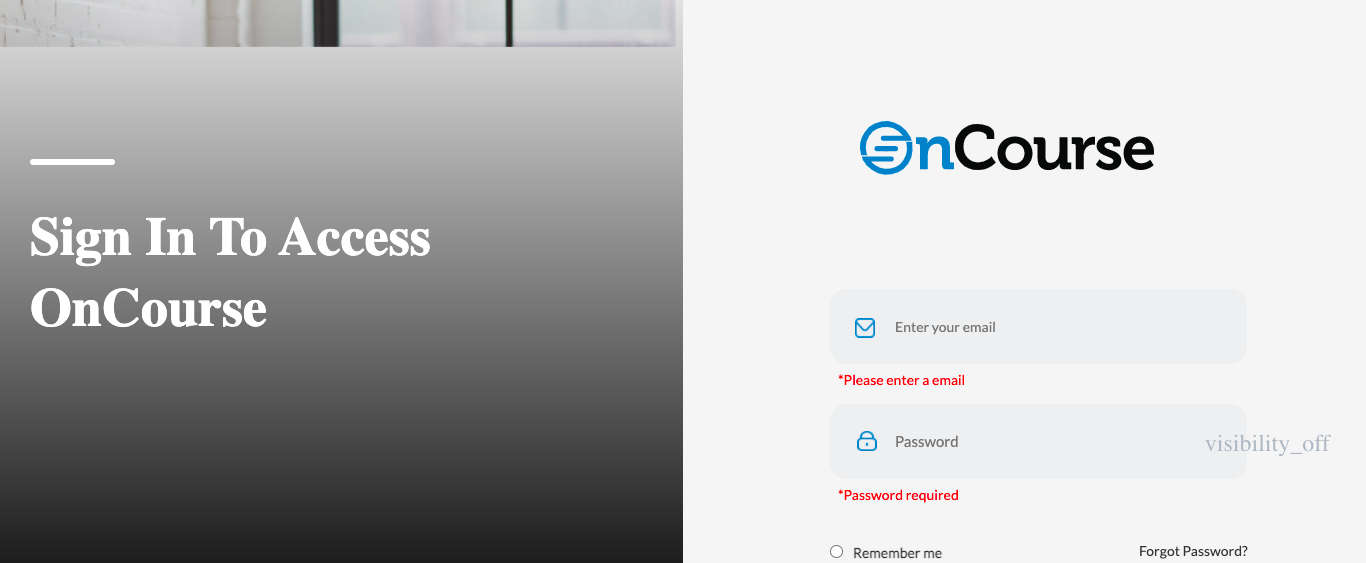 Sign In To Access
OnCourse
OnCourse
Enter your email
*Please enter a email
Password
visibility_off
*Password required
Remember me
Forgot Password?